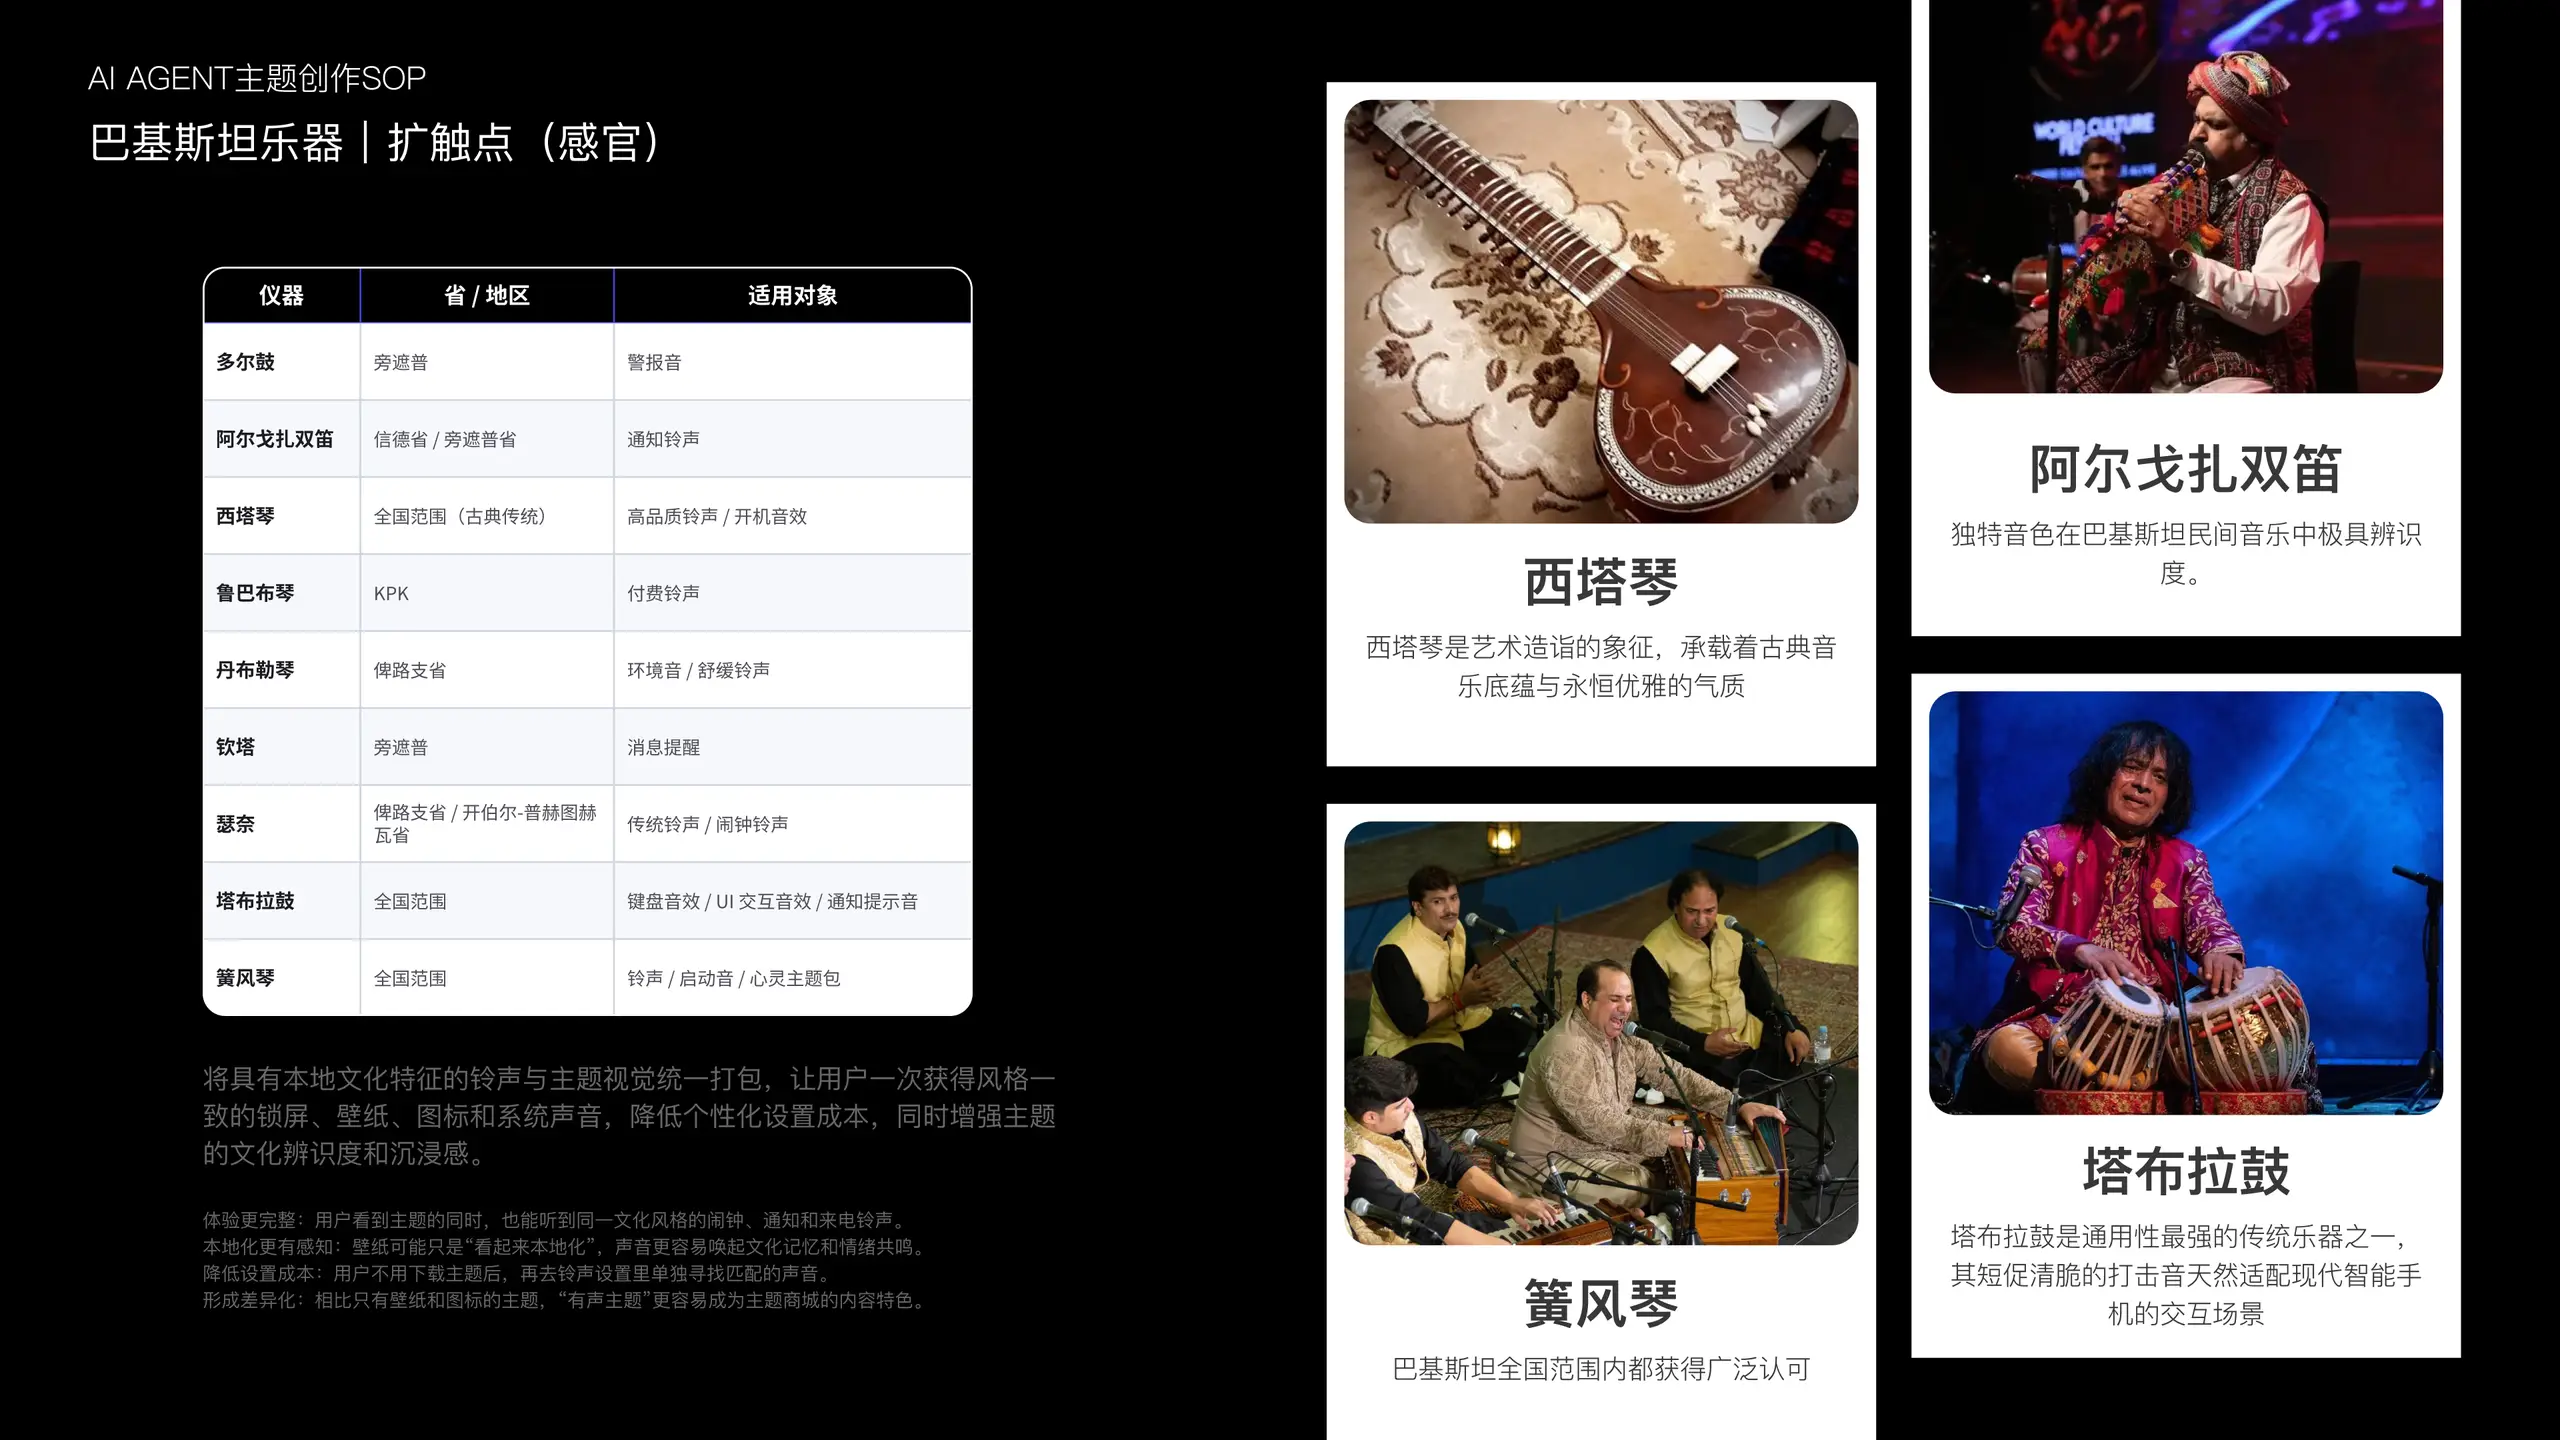 AI AGENT主题创作SOP
巴基斯坦乐器｜扩触点（感官）
仪器 省 / 地区 适用对象
多尔鼓 旁遮普 警报音
阿尔戈扎双笛 信德省 / 旁遮普省 通知铃声
西塔琴 全国范围（古典传统） 高品质铃声 / 开机音效
鲁巴布琴 KPK 付费铃声
丹布勒琴 俾路支省 环境音 / 舒缓铃声
钦塔 旁遮普 消息提醒
瑟奈 俾路支省 / 开伯尔-普赫图赫
瓦省 传统铃声 / 闹钟铃声
塔布拉鼓 全国范围 键盘音效 / UI 交互音效 / 通知提示音
簧风琴 全国范围 铃声 / 启动音 / 心灵主题包
将具有本地文化特征的铃声与主题视觉统一打包，让用户一次获得风格一
致的锁屏、壁纸、图标和系统声音，降低个性化设置成本，同时增强主题
的文化辨识度和沉浸感。
体验更完整：用户看到主题的同时，也能听到同一文化风格的闹钟、通知和来电铃声。
本地化更有感知：壁纸可能只是“看起来本地化”，声音更容易唤起文化记忆和情绪共鸣。
降低设置成本：用户不用下载主题后，再去铃声设置里单独寻找匹配的声音。
形成差异化：相比只有壁纸和图标的主题，“有声主题”更容易成为主题商城的内容特色。
西塔琴
西塔琴是艺术造诣的象征，承载着古典音
乐底蕴与永恒优雅的气质
簧风琴
巴基斯坦全国范围内都获得广泛认可
WORLD CULTURE
阿尔戈扎双笛
独特音色在巴基斯坦民间音乐中极具辨识
度。
塔布拉鼓
塔布拉鼓是通用性最强的传统乐器之一，
其短促清脆的打击音天然适配现代智能手
机的交互场景